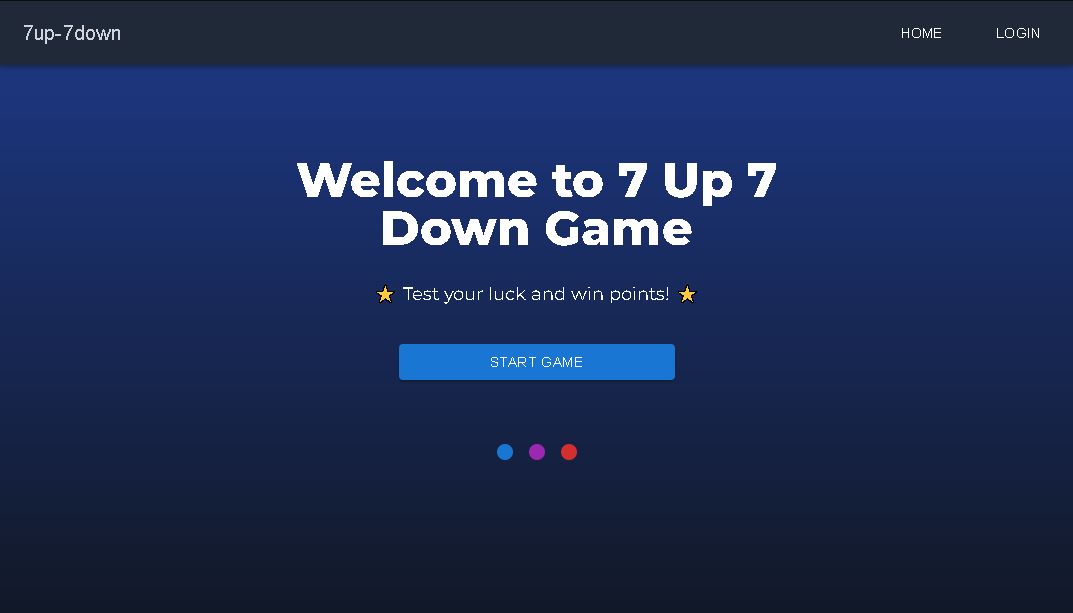 7up-7down
HOME
LOGIN
Welcome to 7 Up 7
Down Game
⭐ Test your luck and win points! ⭐
START GAME